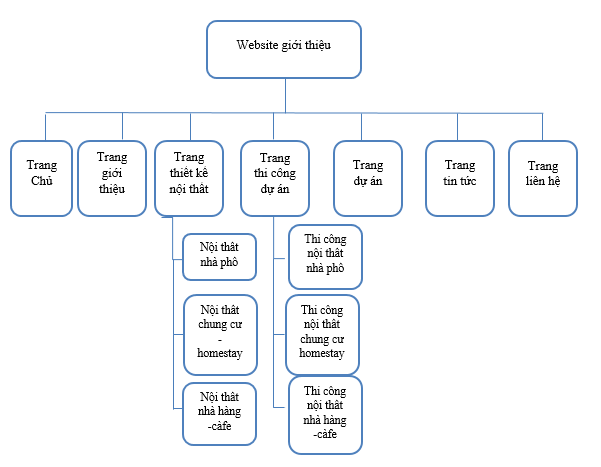 Website giới thiệu
Trang
Chủ
Trang
giới
thiệu
Trang
thiết kế
nội thất
Trang
thi công
dự án
Trang
dự án
Trang
tin tức
Trang
liên hệ
Nội thất
nhà phố
Nội thất
chung cư
-
homestay
Nội thất
nhà hàng
-càfe
Thi công
nội thất
nhà phố
Thi công
nội thất
chung cư
homestay
Thi công
nội thất
nhà hàng
-càfe